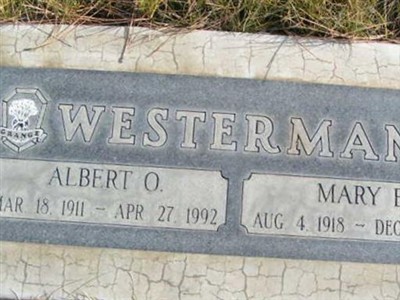 GRANGE
WESTERMAN
ALBERT O.
MAR 18, 1911 – APR 27, 1992
MARY E
AUG 4, 1918 – DEC